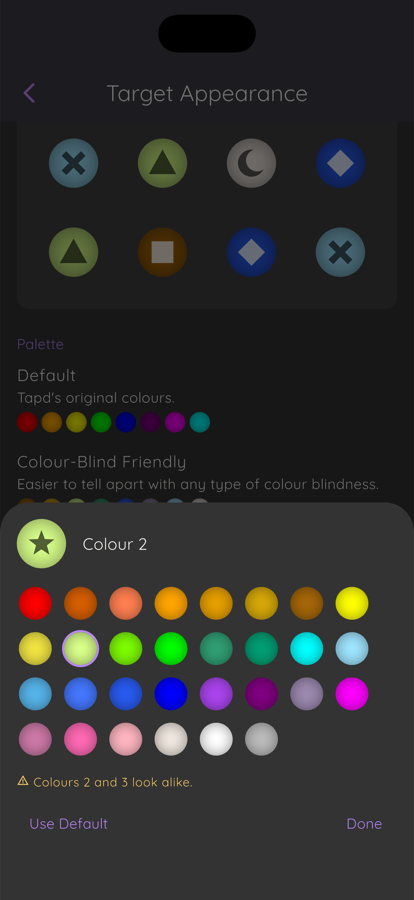 Target Appearance
Palette
Default
Tapd's original colours.
Colour-Blind Friendly
Easier to tell apart with any type of colour blindness.
Colour 2
Colours 2 and 3 look alike.
Use Default
Done